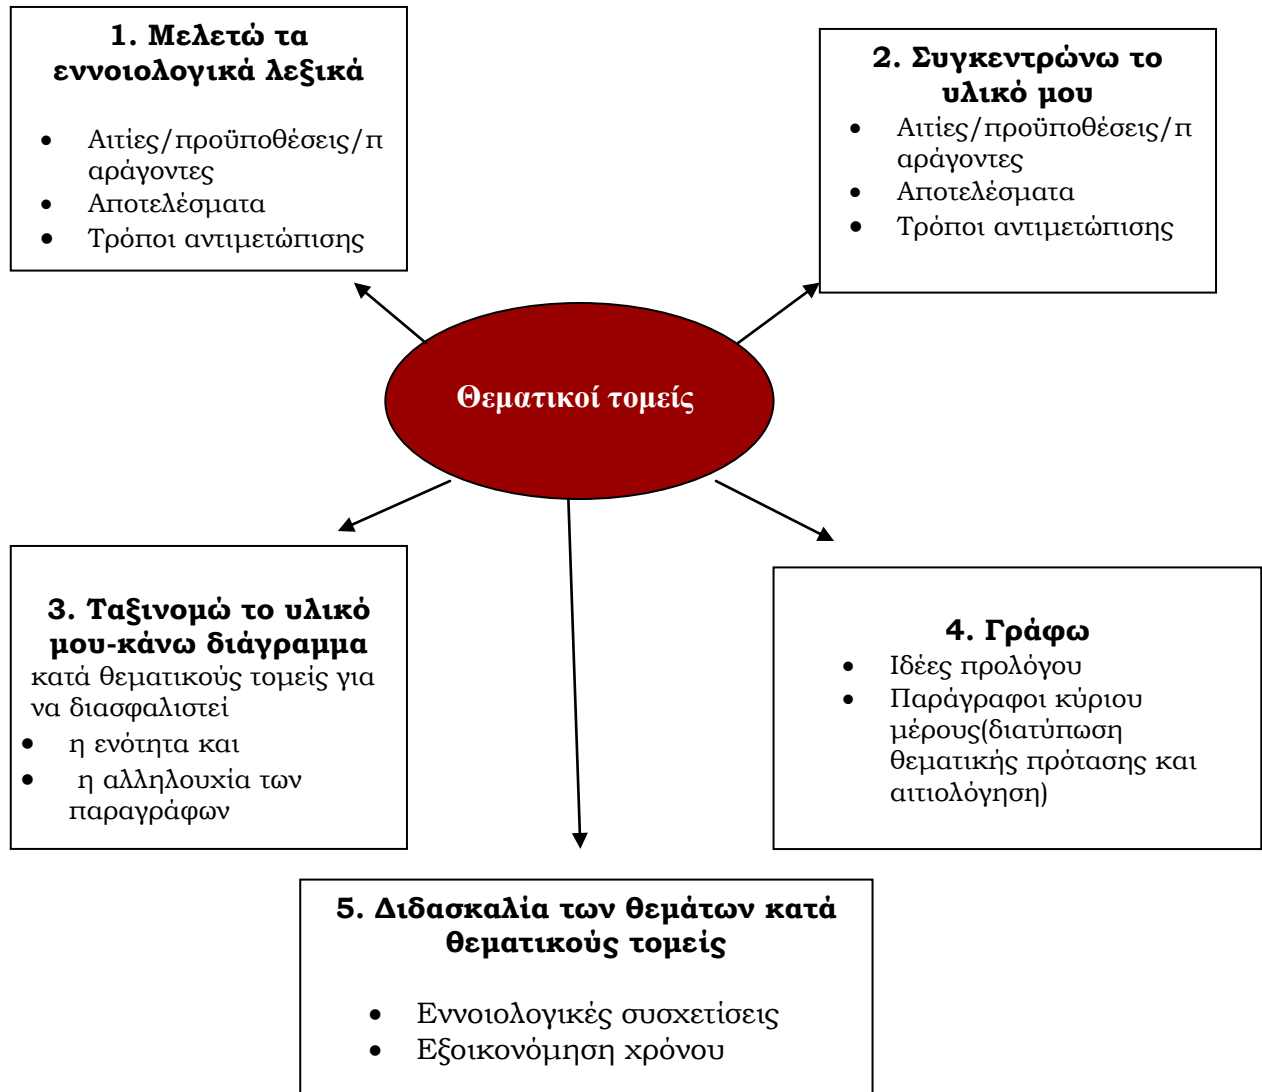 1. Μελετώ τα
εννοιολογικά λεξικά
• Αιτίες/προϋποθέσεις/π
αράγοντες
• Αποτελέσματα
• Τρόποι αντιμετώπισης
2. Συγκεντρώνω το
υλικό μου
• Αιτίες/προϋποθέσεις/π
αράγοντες
• Αποτελέσματα
• Τρόποι αντιμετώπισης
Θεματικοί τομείς
3. Ταξινομώ το υλικό
μου-κάνω διάγραμμα
κατά θεματικούς τομείς για
να διασφαλιστεί
• η ενότητα και
• η αλληλουχία των
παραγράφων
4. Γράφω
• Ιδέες προλόγου
• Παράγραφοι κύριου
μέρους(διατύπωση
θεματικής πρότασης και
αιτιολόγηση)
5. Διδασκαλία των θεμάτων κατά
θεματικούς τομείς
• Εννοιολογικές συσχετίσεις
• Εξοικονόμηση χρόνου